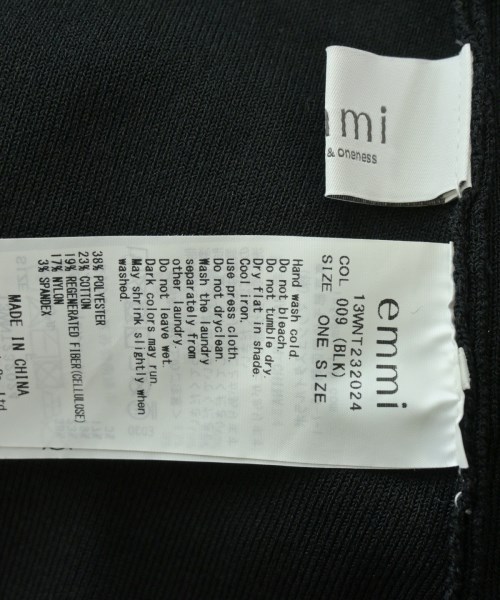 mmi
& oneness
emmi
13WNT232024
COL 009 (BLK)
SIZE ONE SIZE
Hand wash cold.
Do not bleach.
Do not tumble dry.
Dry flat in shade.
Cool iron.
use press cloth.
Do not dryclean.
Wash the laundry
separately from
other laundry.
Do not leave wet.
Dark colors may run.
May shrink slightly when
washed.
38% POLYESTER
23% COTTON
19% REGENERATED FIBER(CELLULOSE)
17% NYLON
3% SPANDEX
MADE IN CHINA
Co.,Ltd